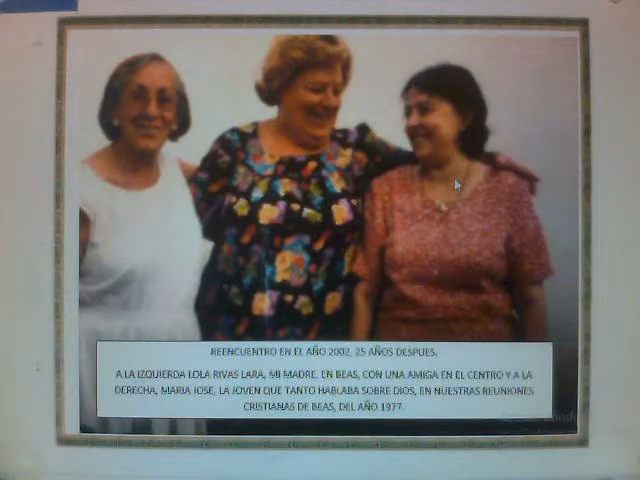 REENCUENTRO EN EL AÑO 2002, 25 AÑOS DESPUES.
A LA IZQUIERDA LOLA RIVAS LARA, MI MADRE. EN BEAS, CON UNA AMIGA EN EL CENTRO Y A LA
DERECHA, MARIA JOSE, LA JOVEN QUE TANTO HABLABA SOBRE DIOS, EN NUESTRAS REUNIONES
CRISTIANAS DE BEAS, DEL AÑO 1977.